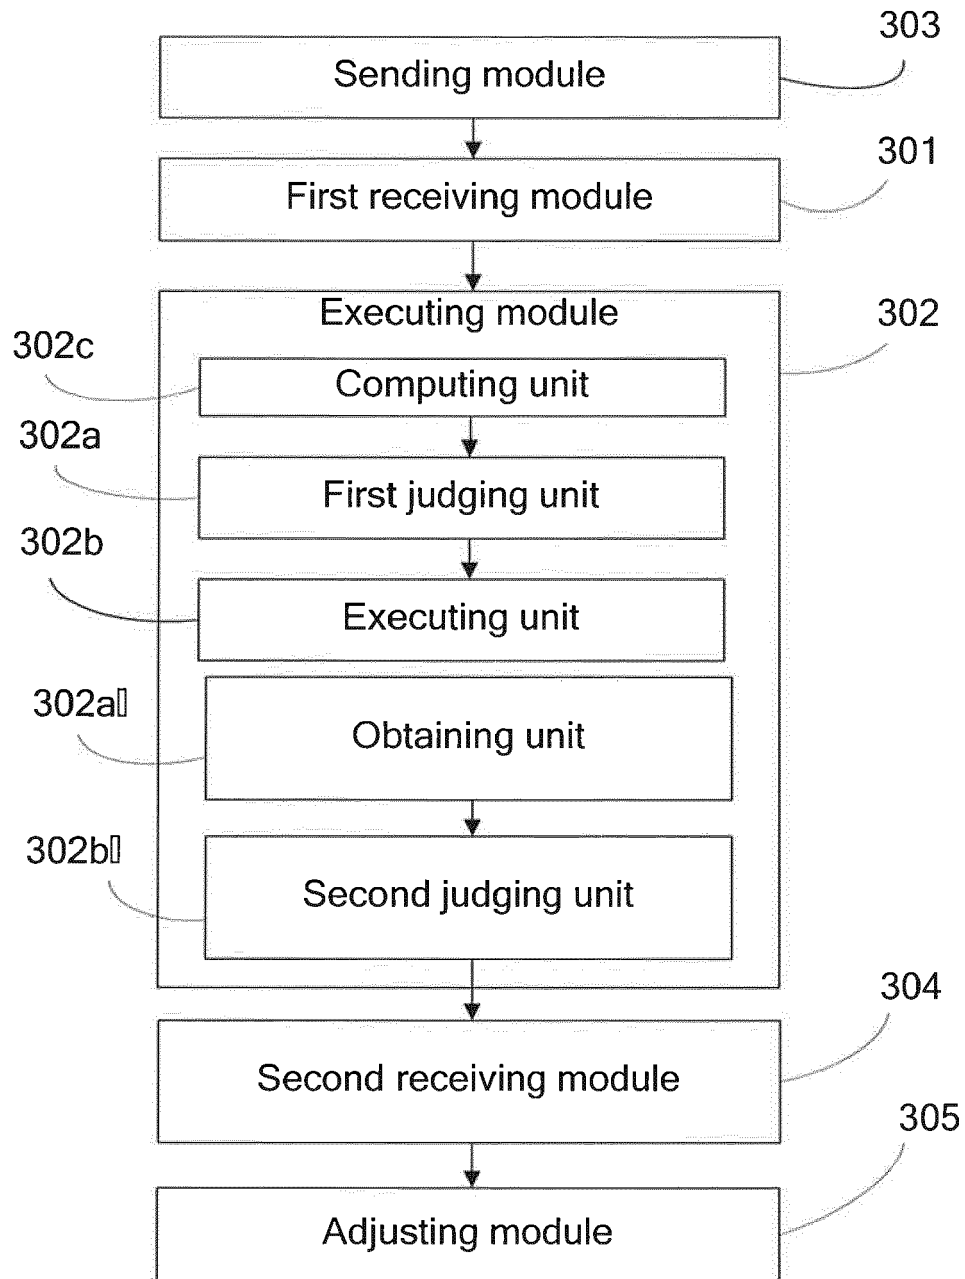 303
Sending module
301
First receiving module
302
Executing module
302c
Computing unit
302a
First judging unit
302b
Executing unit
302a▯
Obtaining unit
302b▯
Second judging unit
304
Second receiving module
305
Adjusting module